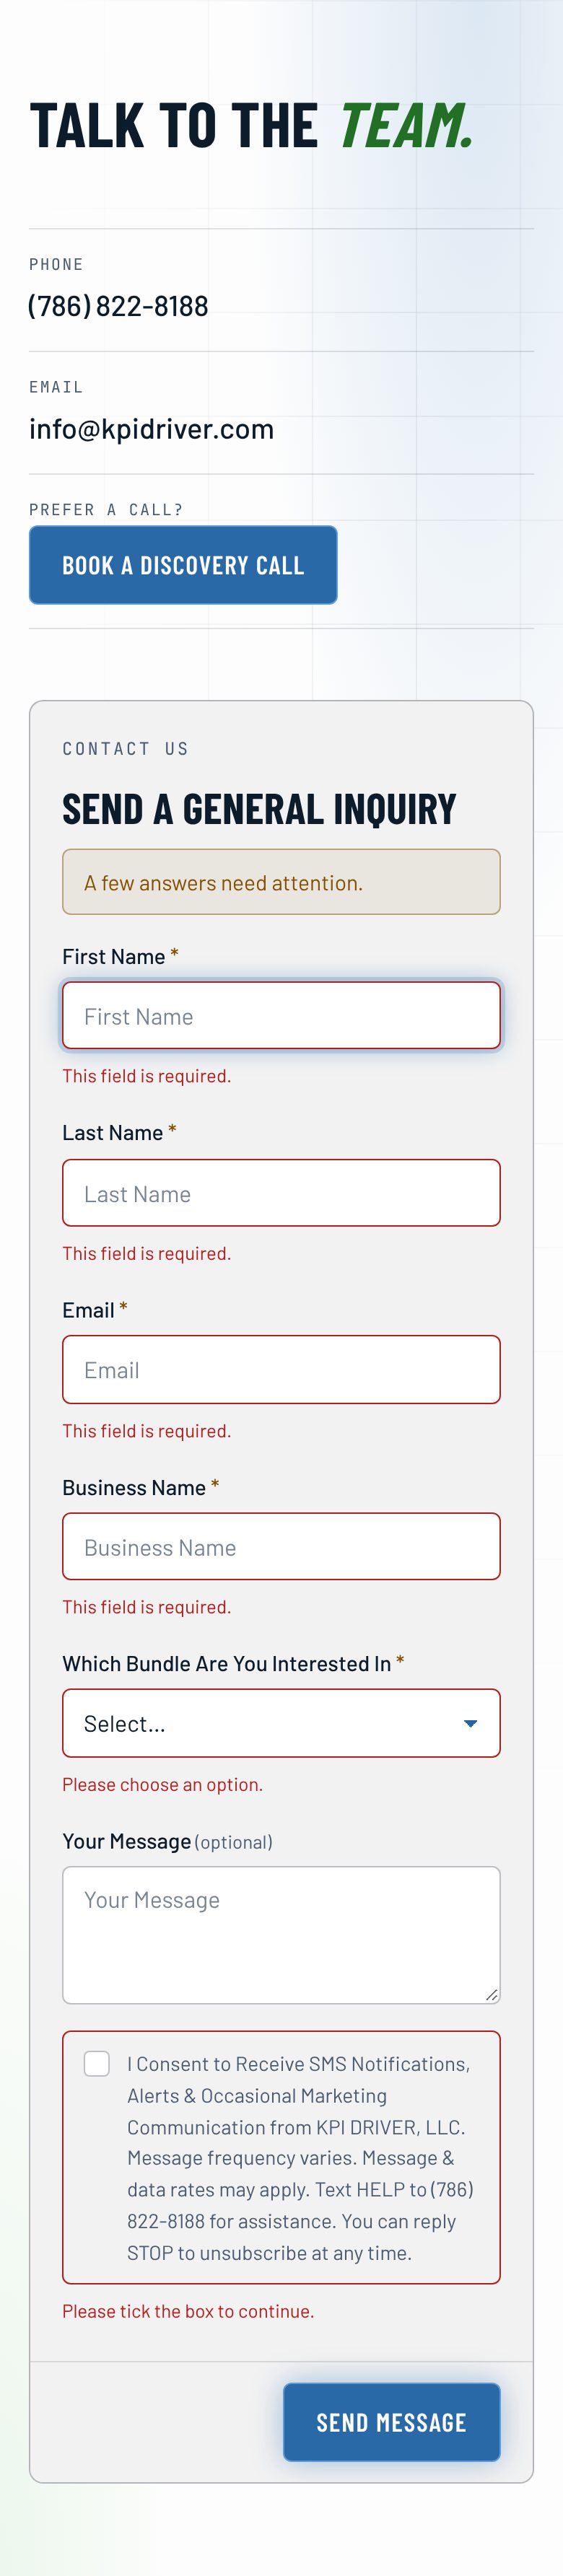 TALK TO THE TEAM.
PHONE
(786) 822-8188
EMAIL
info@kpidriver.com
PREFER A CALL?
BOOK A DISCOVERY CALL
CONTACT US
SEND A GENERAL INQUIRY
A few answers need attention.
First Name *
First Name
This field is required.
Last Name *
Last Name
This field is required.
Email *
Email
This field is required.
Business Name *
Business Name
This field is required.
Which Bundle Are You Interested In *
Select...
Please choose an option.
Your Message (optional)
Your Message
I Consent to Receive SMS Notifications,
Alerts & Occasional Marketing
Communication from KPI DRIVER, LLC.
Message frequency varies. Message &
data rates may apply. Text HELP to (786)
822-8188 for assistance. You can reply
STOP to unsubscribe at any time.
Please tick the box to continue.
SEND MESSAGE